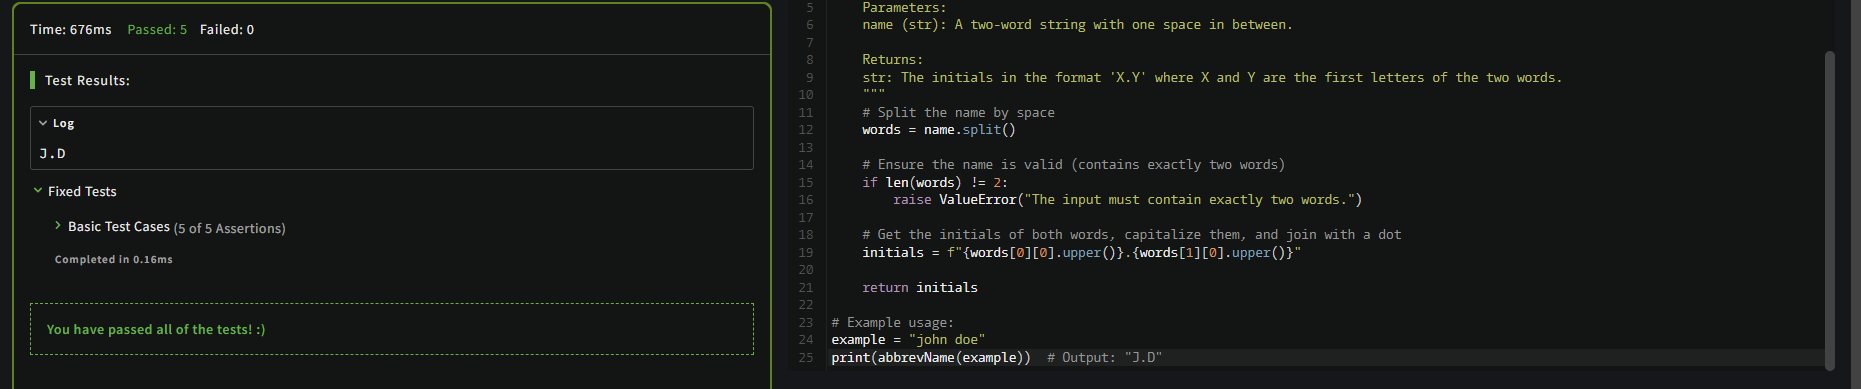 Time: 676ms Passed: 5 Failed: 0
Test Results:
Log
J.D
Fixed Tests
Basic Test Cases (5 of 5 Assertions)
Completed in 0.16ms
You have passed all of the tests! :)
5     Parameters:
6     name (str): A two-word string with one space in between.
7
8     Returns:
9     str: The initials in the format 'X.Y' where X and Y are the first letters of the two words.
10     """
11     # Split the name by space
12     words = name.split()
13
14     # Ensure the name is valid (contains exactly two words)
15     if len(words) != 2:
16         raise ValueError("The input must contain exactly two words.")
17
18     # Get the initials of both words, capitalize them, and join with a dot
19     initials = f"{words[0][0].upper()}.{words[1][0].upper()}"
20
21     return initials
22
23 # Example usage:
24 example = "john doe"
25 print(abbrevName(example))  # Output: "J.D"